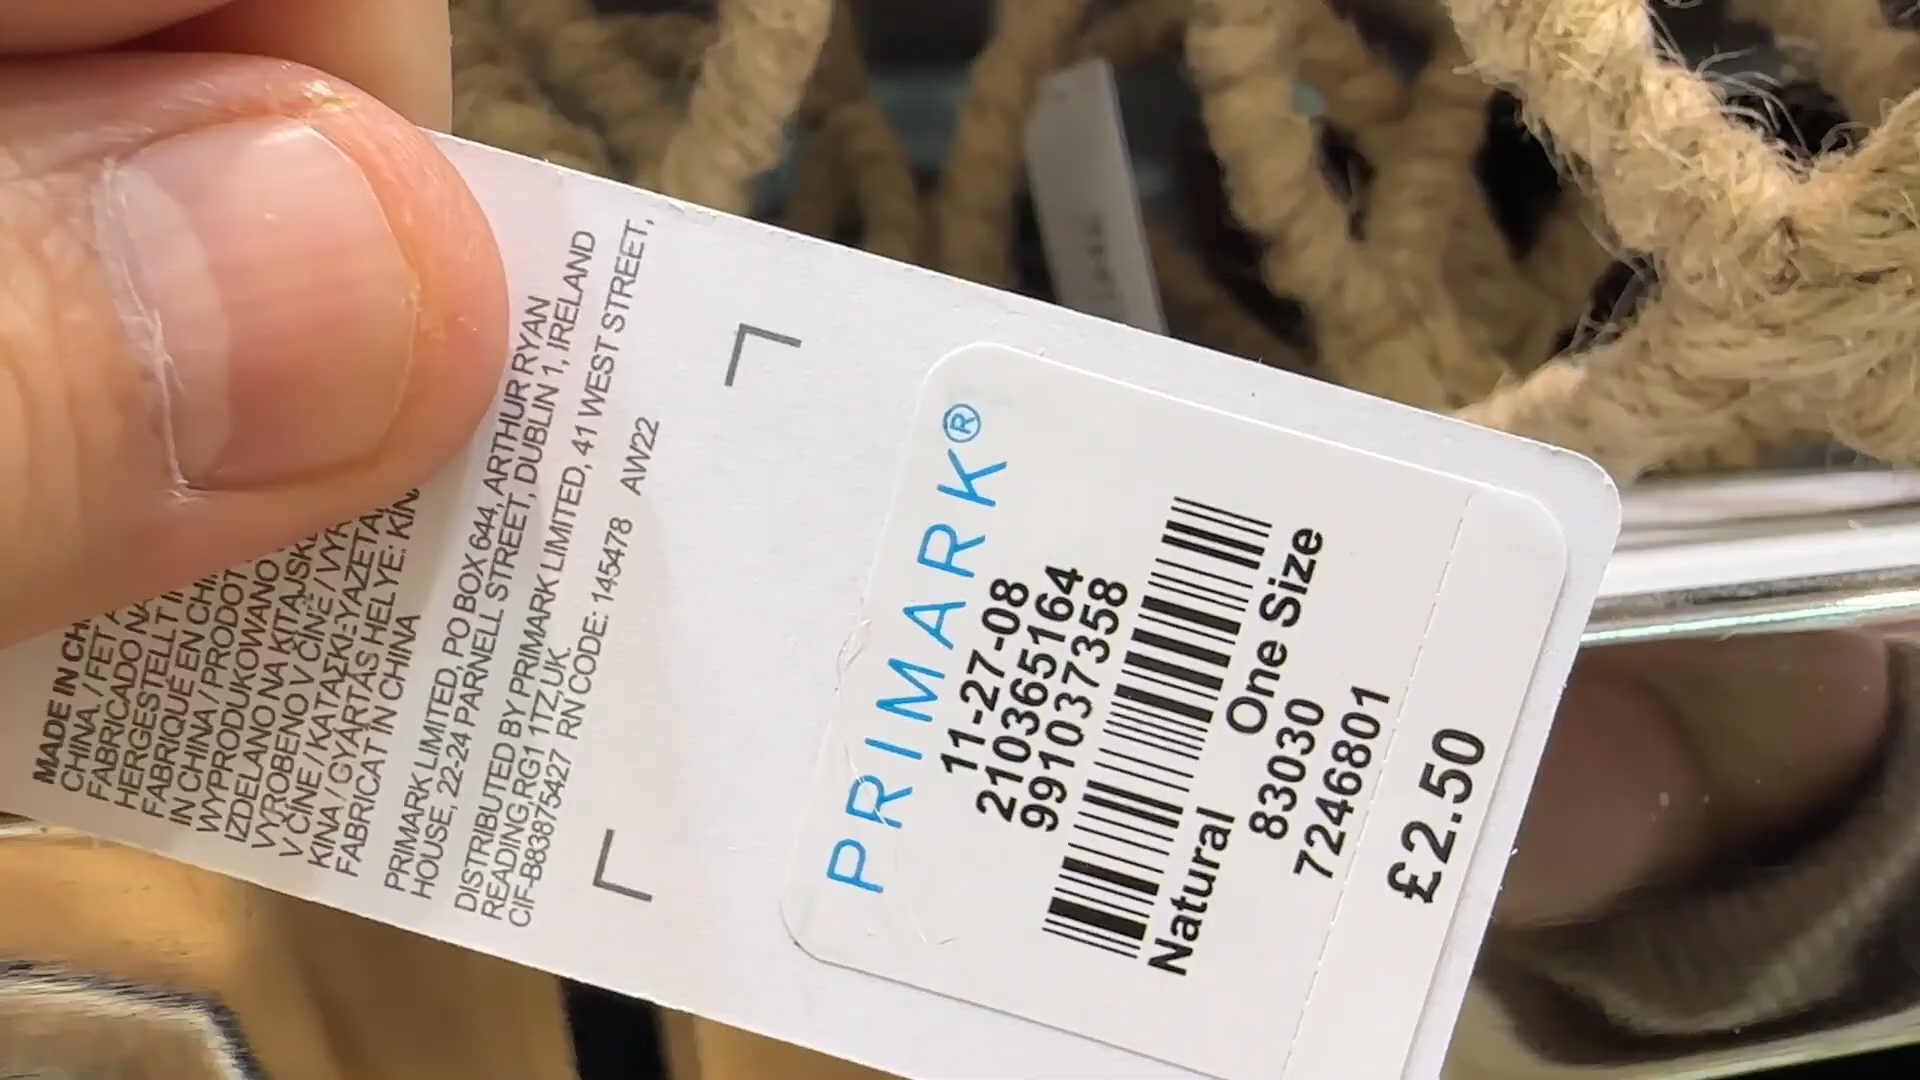 MADE IN CH
CHINA. / FET
FABRICADO NA
HERGESTELLT I
FABRIQUÉ EN CHI
IN CHINA / PRODOT
WYPRODUKOWANO
IZDELANO NA KITAJSKE
VYROBENO V ČÍNĚ / VYR
V ČÍNE / ΚΑΤΑΣΚΕΥΑΖΕΤΑ
KÍNA / GYÁRTÁS HELYE: KÍN
FABRICAT IN CHINA
PRIMARK LIMITED, PO BOX 644, ARTHUR RYAN
HOUSE, 22-24 PARNELL STREET, DUBLIN 1, IRELAND
DISTRIBUTED BY PRIMARK LIMITED, 41 WEST STREET,
READING,RG1 1TZ,UK.
CIF-B83875427 RN CODE: 145478 AW22
PRIMARK®
11-27-08
210365164
991037358
Natural One Size
83030
7246801
£2.50